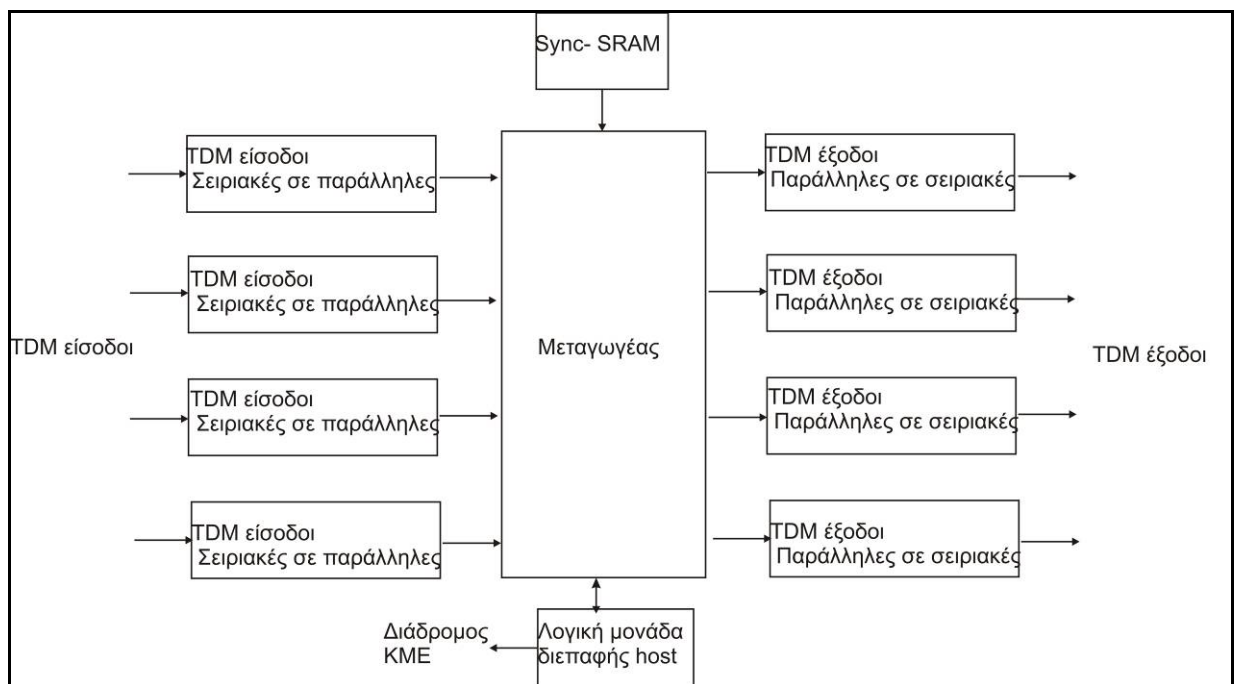 Sync- SRAM
TDM είσοδοι
Σειριακές σε παράλληλες
TDM έξοδοι
Παράλληλες σε σειριακές
TDM είσοδοι
Σειριακές σε παράλληλες
TDM έξοδοι
Παράλληλες σε σειριακές
TDM είσοδοι
Μεταγωγέας
TDM έξοδοι
TDM είσοδοι
Σειριακές σε παράλληλες
TDM έξοδοι
Παράλληλες σε σειριακές
TDM είσοδοι
Σειριακές σε παράλληλες
TDM έξοδοι
Παράλληλες σε σειριακές
Διάδρομος
ΚΜΕ
Λογική μονάδα
διεπαφής host